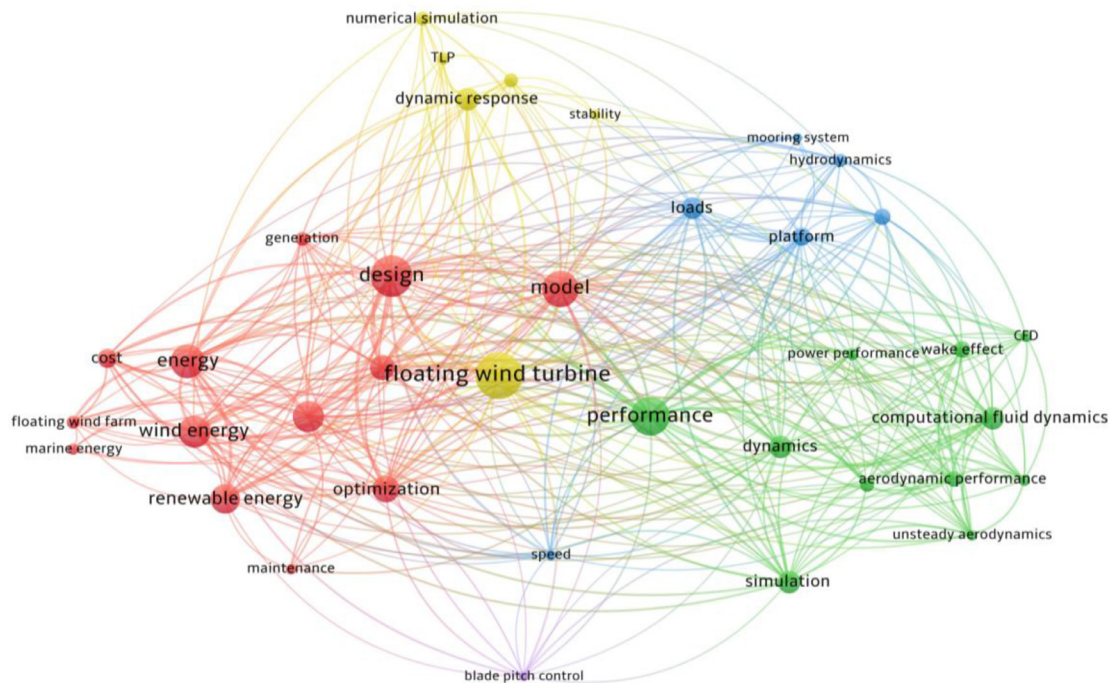 numerical simulation
TLP
dynamic response
stability
mooring system
hydrodynamics
loads
platform
generation
design
model
CFD
power performance
wake effect
cost
energy
floating wind turbine
performance
computational fluid dynamics
floating wind farm
wind energy
marine energy
dynamics
aerodynamic performance
renewable energy
optimization
unsteady aerodynamics
speed
maintenance
simulation
blade pitch control